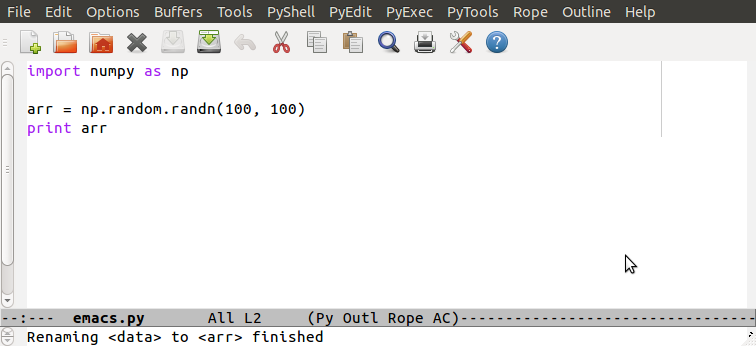 File Edit Options Buffers Tools PyShell PyEdit PyExec PyTools Rope Outline Help
import numpy as np
arr = np.random.randn(100, 100)
print arr
--:--- emacs.py All L2 (Py Outl Rope AC)---------------------------------
Renaming <data> to <arr> finished